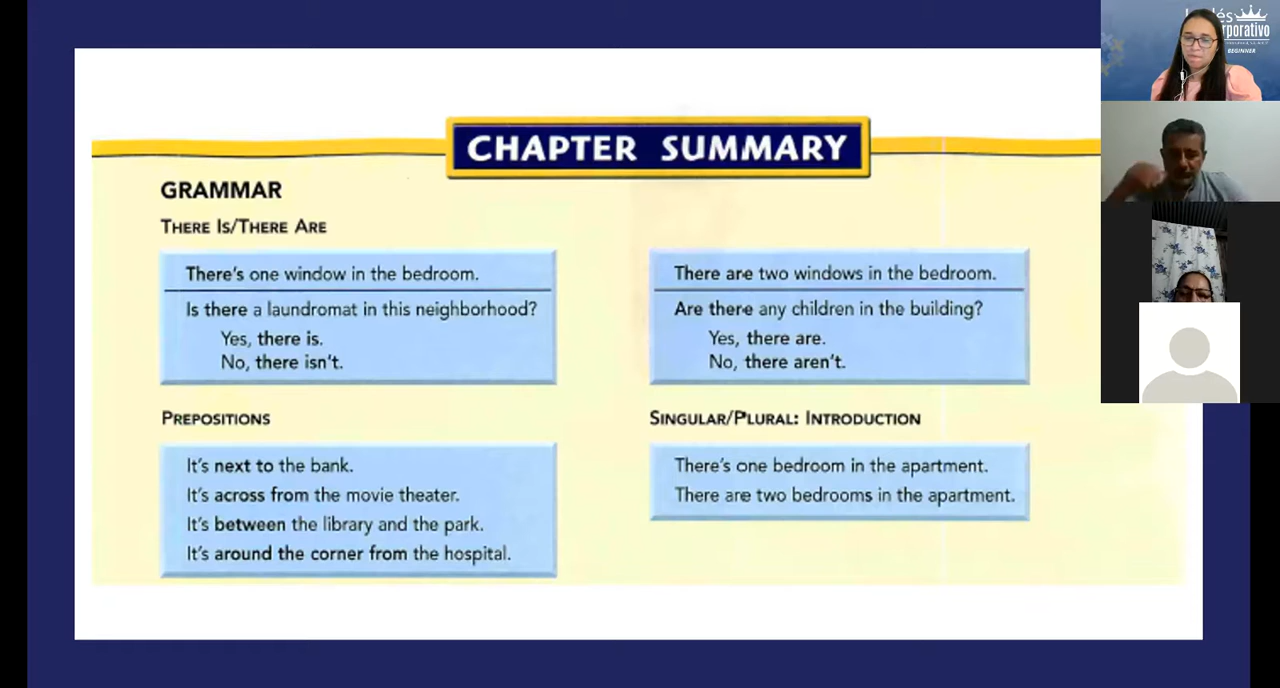 CHAPTER SUMMARY
GRAMMAR
THERE IS/THERE ARE
There's one window in the bedroom.
Is there a laundromat in this neighborhood?
Yes, there is.
No, there isn't.
There are two windows in the bedroom.
Are there any children in the building?
Yes, there are.
No, there aren't.
PREPOSITIONS
It's next to the bank.
It's across from the movie theater.
It's between the library and the park.
It's around the corner from the hospital.
SINGULAR/PLURAL: INTRODUCTION
There's one bedroom in the apartment.
There are two bedrooms in the apartment.
BEGINNER